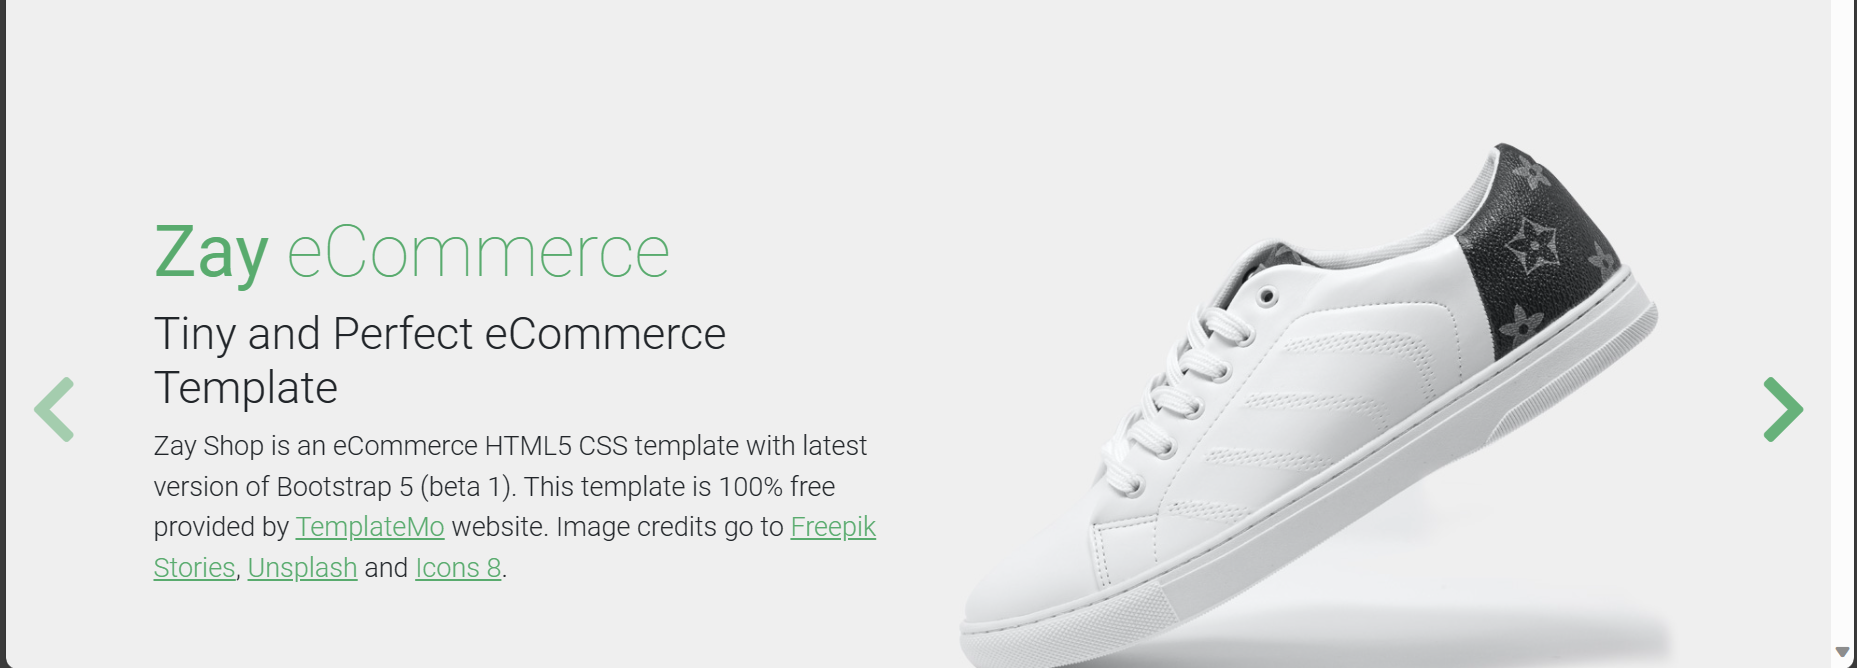 Zay eCommerce
Tiny and Perfect eCommerce
Template
Zay Shop is an eCommerce HTML5 CSS template with latest
version of Bootstrap 5 (beta 1). This template is 100% free
provided by TemplateMo website. Image credits go to Freepik
Stories, Unsplash and Icons 8.